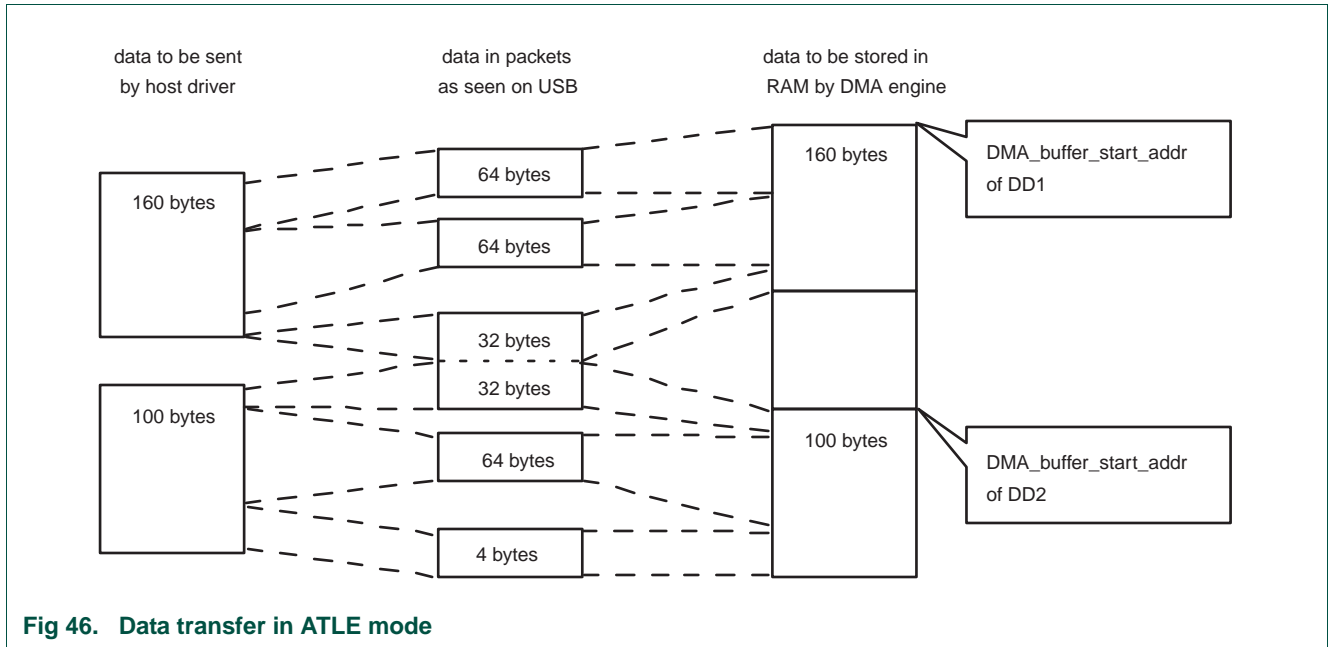 data to be sent
by host driver
data in packets
as seen on USB
data to be stored in
RAM by DMA engine
160 bytes
100 bytes
64 bytes
64 bytes
32 bytes
32 bytes
64 bytes
4 bytes
160 bytes
100 bytes
DMA_buffer_start_addr
of DD1
DMA_buffer_start_addr
of DD2
Fig 46. Data transfer in ATLE mode